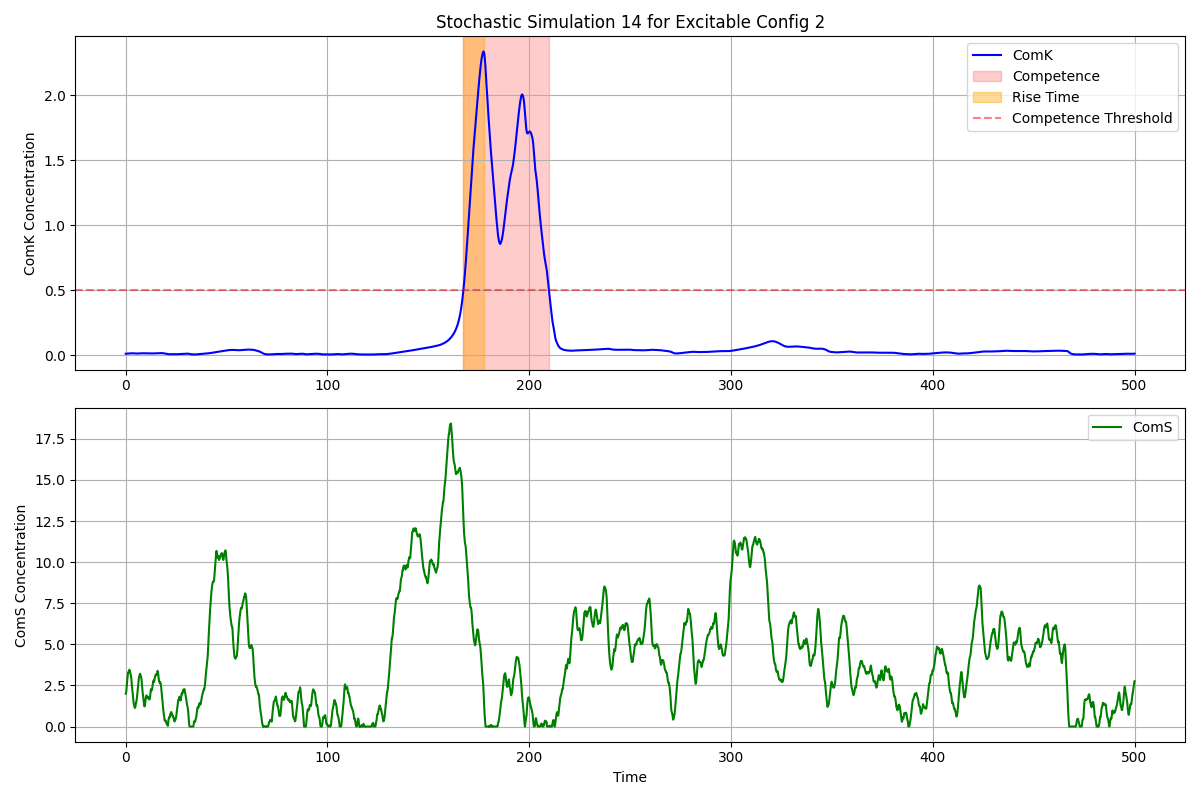 Stochastic Simulation 14 for Excitable Config 2
ComK Concentration
2.0
1.5
1.0
0.5
0.0
ComK
Competence
Rise Time
Competence Threshold
0 100 200 300 400 500
ComS Concentration
17.5
15.0
12.5
10.0
7.5
5.0
2.5
0.0
ComS
0 100 200 300 400 500
Time